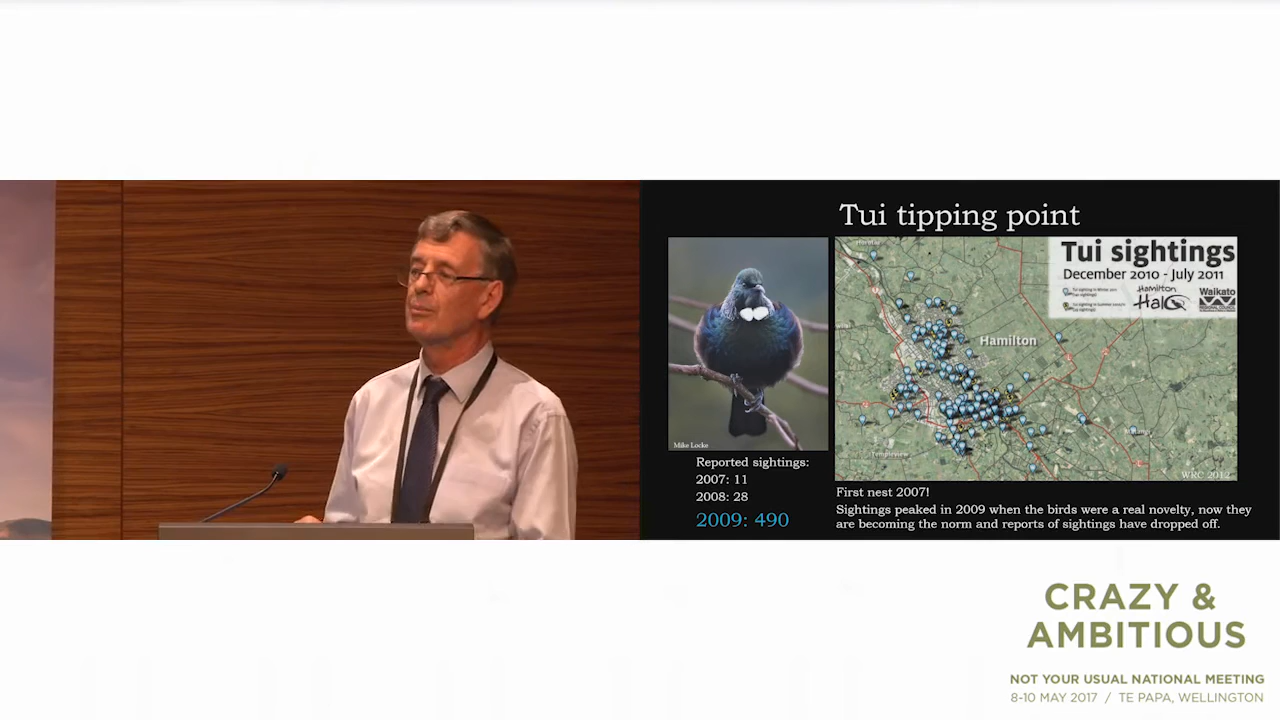 Tui tipping point
Tui sightings
December 2010 - July 2011
Hamilton
Halo
Waikato
Hamilton
Mike Locke
WRC 2012
Reported sightings:
2007: 11
2008: 28
2009: 490
First nest 2007!
Sightings peaked in 2009 when the birds were a real novelty, now they
are becoming the norm and reports of sightings have dropped off.
CRAZY &
AMBITIOUS
NOT YOUR USUAL NATIONAL MEETING
8-10 MAY 2017 / TE PAPA, WELLINGTON